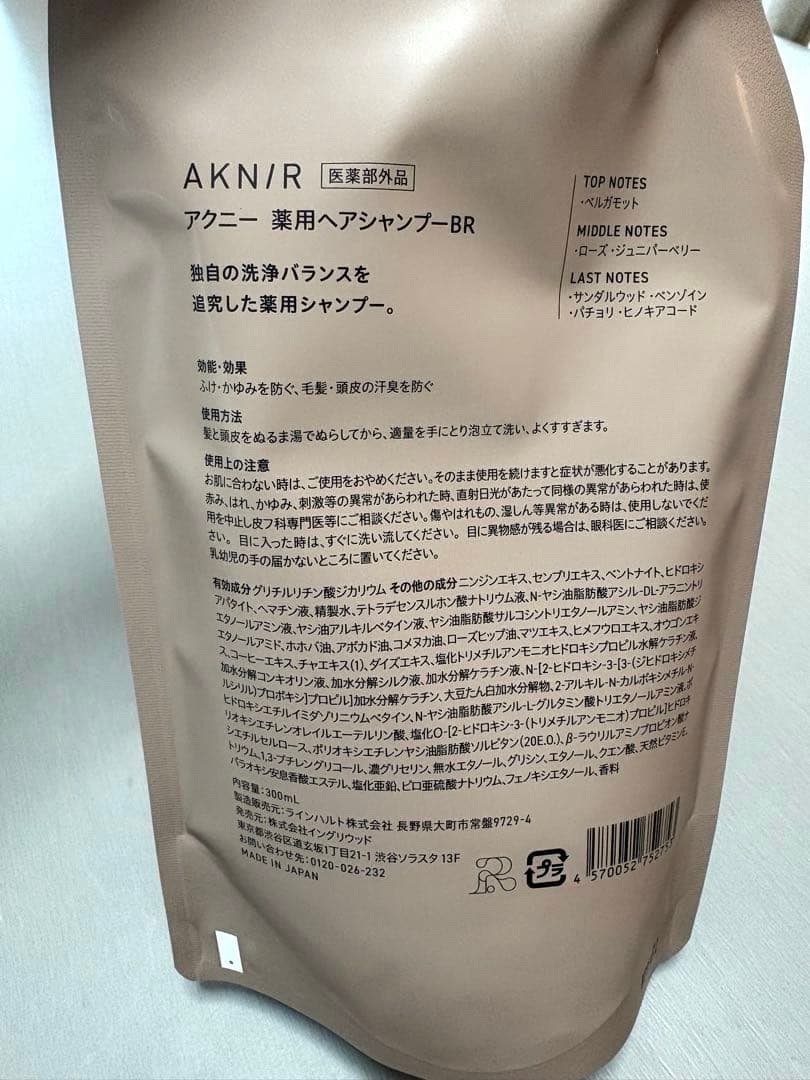 AKN/R 医薬部外品
アクニー 薬用ヘアシャンプーBR
独自の洗浄バランスを
追究した薬用シャンプー。
TOP NOTES
・ベルガモット
MIDDLE NOTES
・ローズ・ジュニパーベリー
LAST NOTES
・サンダルウッド・ベンゾイン
・パチョリ・ヒノキアコード
効能・効果
ふけ・かゆみを防ぐ、毛髪・頭皮の汗臭を防ぐ
使用方法
髪と頭皮をぬるま湯でぬらしてから、適量を手にとり泡立て洗い、よくすすぎます。
使用上の注意
お肌に合わない時は、ご使用をおやめください。そのまま使用を続けますと症状が悪化することがあります。
赤み、はれ、かゆみ、刺激等の異常があらわれた時、直射日光があたって同様の異常があらわれた時は、使
用を中止し皮フ科専門医等にご相談ください。傷やはれもの、湿しん等異常がある時は、使用しないでくだ
さい。 目に入った時は、すぐに洗い流してください。 目に異物感が残る場合は、眼科医にご相談ください。
乳幼児の手の届かないところに置いてください。
有効成分 グリチルリチン酸ジカリウム その他の成分 ニンジンエキス、センブリエキス、ベントナイト、ヒドロキシ
アパタイト、ヘマチン液、精製水、テトラデセンスルホン酸ナトリウム液、N-ヤシ油脂肪酸アシル-DL-アラニントリ
エタノールアミン液、ヤシ油アルキルベタイン液、ヤシ油脂肪酸サルコシントリエタノールアミン、ヤシ油脂肪酸ジ
エタノールアミド、ホホバ油、アボカド油、コメヌカ油、ローズヒップ油、マツエキス、ヒメフウロエキス、オウゴンエキ
ス、コーヒーエキス、チャエキス(1)、ダイズエキス、塩化トリメチルアンモニオヒドロキシプロピル加水分解ケラチン液、
加水分解コンキオリン液、加水分解シルク液、加水分解ケラチン液、N-[2-ヒドロキシ-3-[3-(ジヒドロキシメチ
ルシリル)プロポキシ]プロピル]加水分解ケラチン、大豆たん白加水分解物、2-アルキル-N-カルボキシメチル-N-
ヒドロキシエチルイミダゾリニウムベタイン、N-ヤシ油脂肪酸アシル-L-グルタミン酸トリエタノールアミン液、ポ
リオキシエチレンオレイルエーテルリン酸、塩化O-[2-ヒドロキシ-3-(トリメチルアンモニオ)プロピル]ヒドロキ
シエチルセルロース、ポリオキシエチレンヤシ油脂肪酸ソルビタン(20E.O.)、β-ラウリルアミノプロピオン酸ナ
トリウム、1,3-ブチレングリコール、濃グリセリン、無水エタノール、グリシン、エタノール、クエン酸、天然ビタミンE、
パラオキシ安息香酸エステル、塩化亜鉛、ピロ亜硫酸ナトリウム、フェノキシエタノール、香料
内容量:300mL
製造販売元:ラインハルト株式会社 長野県大町市常盤9729-4
発売元:株式会社イングリウッド
東京都渋谷区道玄坂1丁目21-1 渋谷ソラスタ 13F
お問い合わせ先:0120-026-232
MADE IN JAPAN
プラ
4 570052 75275